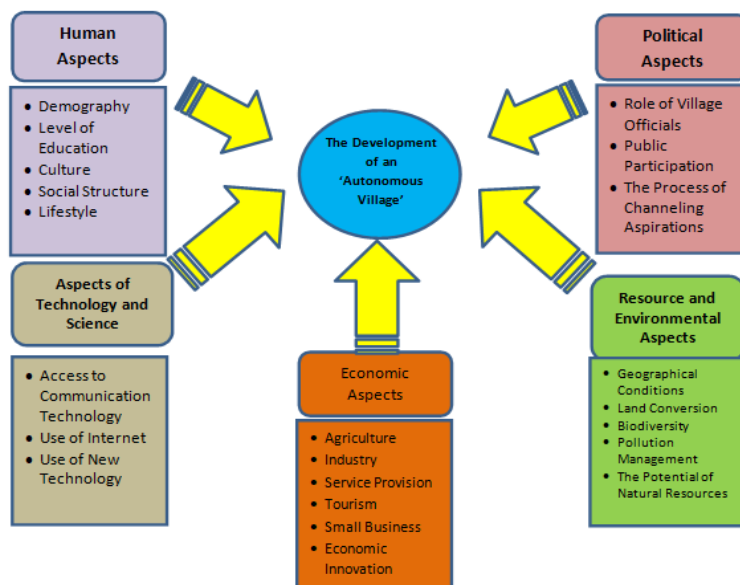 Human
Aspects
• Demography
• Level of
Education
• Culture
• Social Structure
• Lifestyle
Aspects of
Technology and
Science
• Access to
Communication
Technology
• Use of Internet
• Use of New
Technology
The Development
of an
‘Autonomous
Village’
Economic
Aspects
• Agriculture
• Industry
• Service Provision
• Tourism
• Small Business
• Economic
Innovation
Political
Aspects
• Role of Village
Officials
• Public
Participation
• The Process of
Channeling
Aspirations
Resource and
Environmental
Aspects
• Geographical
Conditions
• Land Conversion
• Biodiversity
• Pollution
Management
• The Potential of
Natural Resources